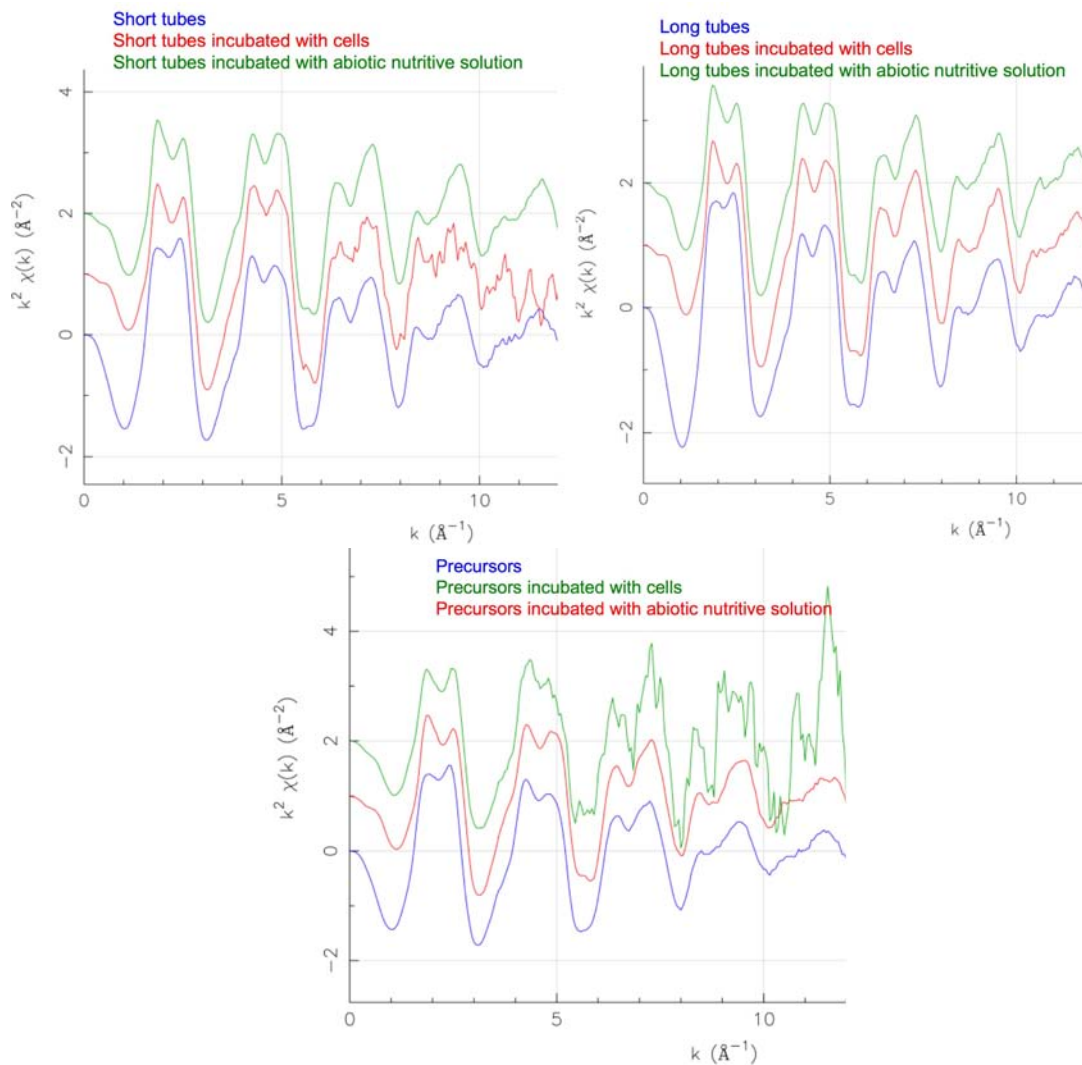 Short tubes
Short tubes incubated with cells
Short tubes incubated with abiotic nutritive solution
4
2
0
−2
k² χ(k) (Å⁻²)
0 5 10
k (Å⁻¹)
Long tubes
Long tubes incubated with cells
Long tubes incubated with abiotic nutritive solution
2
0
−2
k² χ(k) (Å⁻²)
0 5 10
k (Å⁻¹)
Precursors
Precursors incubated with cells
Precursors incubated with abiotic nutritive solution
4
2
0
−2
k² χ(k) (Å⁻²)
0 5 10
k (Å⁻¹)